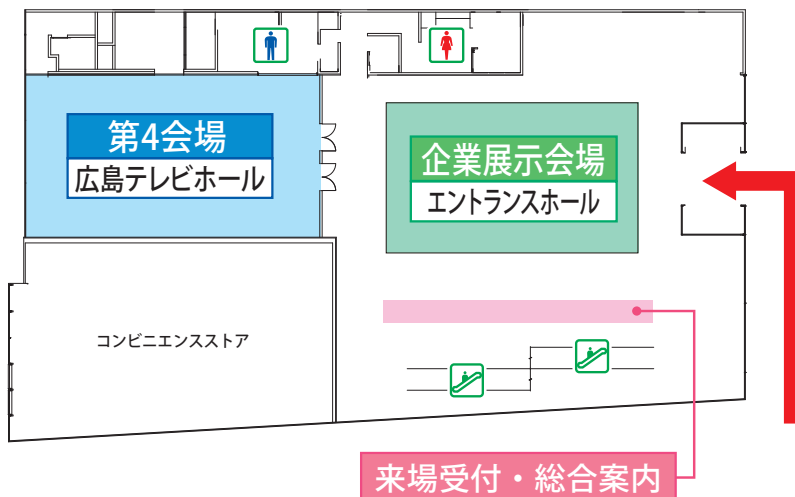 第4会場
広島テレビホール
企業展示会場
エントランスホール
コンビニエンスストア
来場受付・総合案内